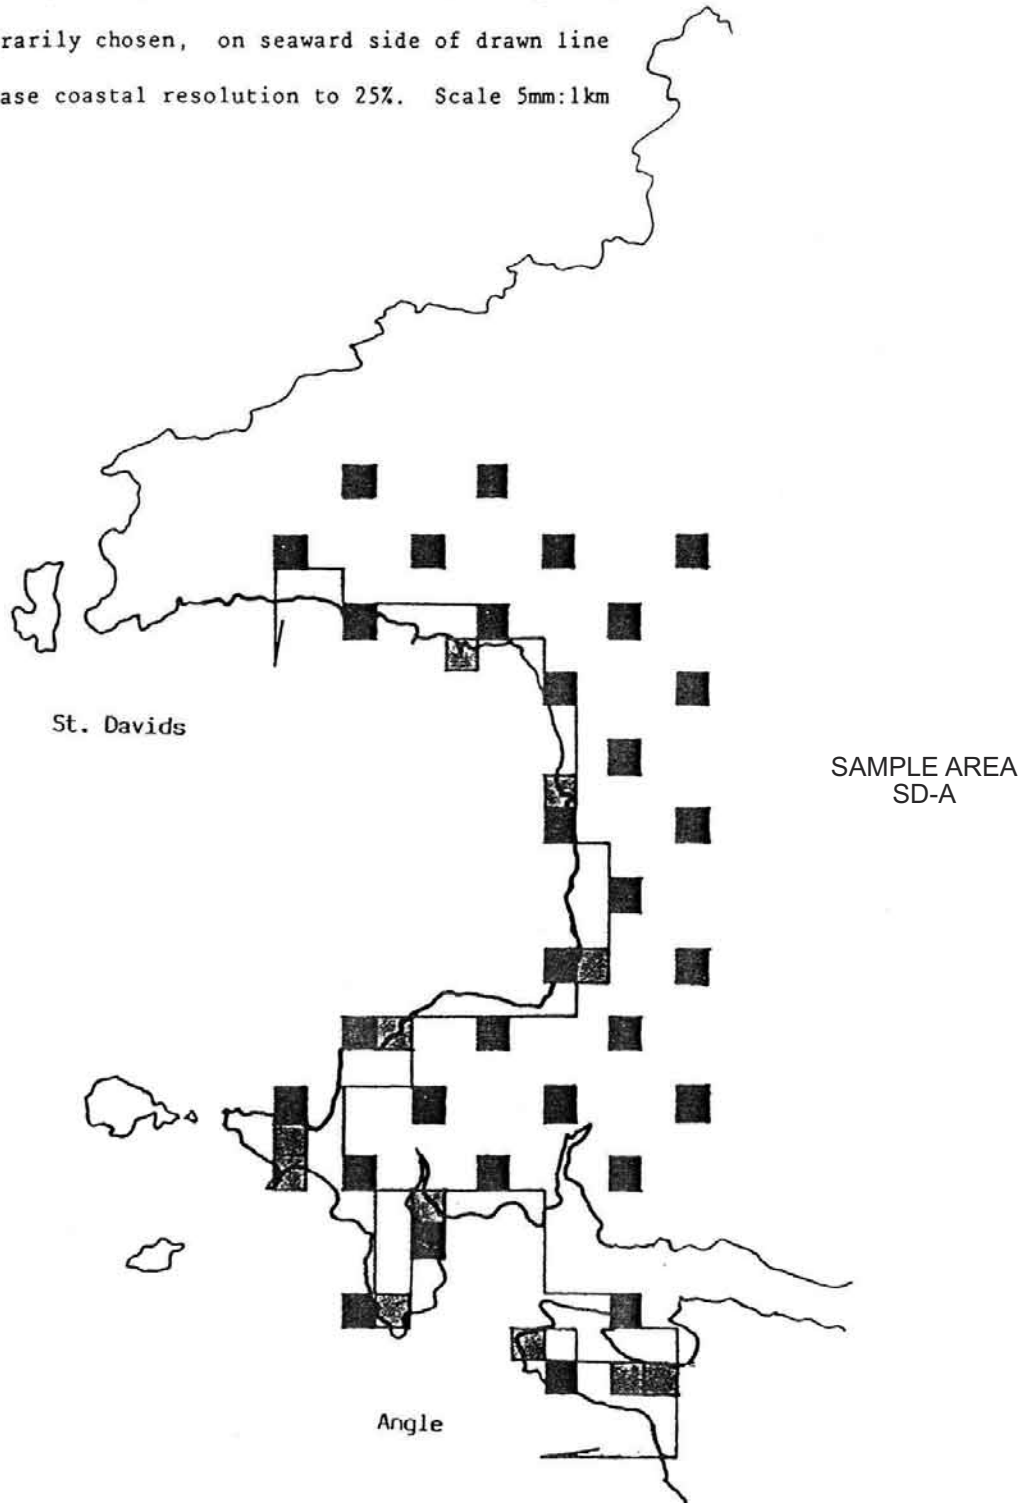 rarily chosen, on seaward side of drawn line
ase coastal resolution to 25%. Scale 5mm:1km
St. Davids
SAMPLE AREA
SD-A
Angle